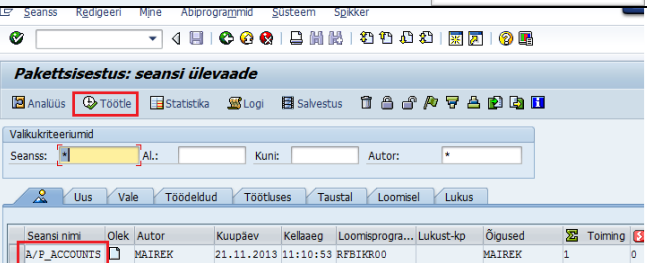 Seanss Redigeeri Mine Abiprogrammid Süsteem Spikker
Pakettsisestus: seansi ülevaade
Analüüs Töötle Statistika Logi Salvestus
Valikukriteeriumid
Seanss: * Al.: Kuni: Autor: *
Uus Vale Töödeldud Töötluses Taustal Loomisel Lukus
Seansi nimi Olek Autor Kuupäev Kellaaeg Loomisprogra... Lukust-kp Õigused Toiming
A/P_ACCOUNTS MAIREK 21.11.2013 11:10:53 RFBIKR00 MAIREK 1 0